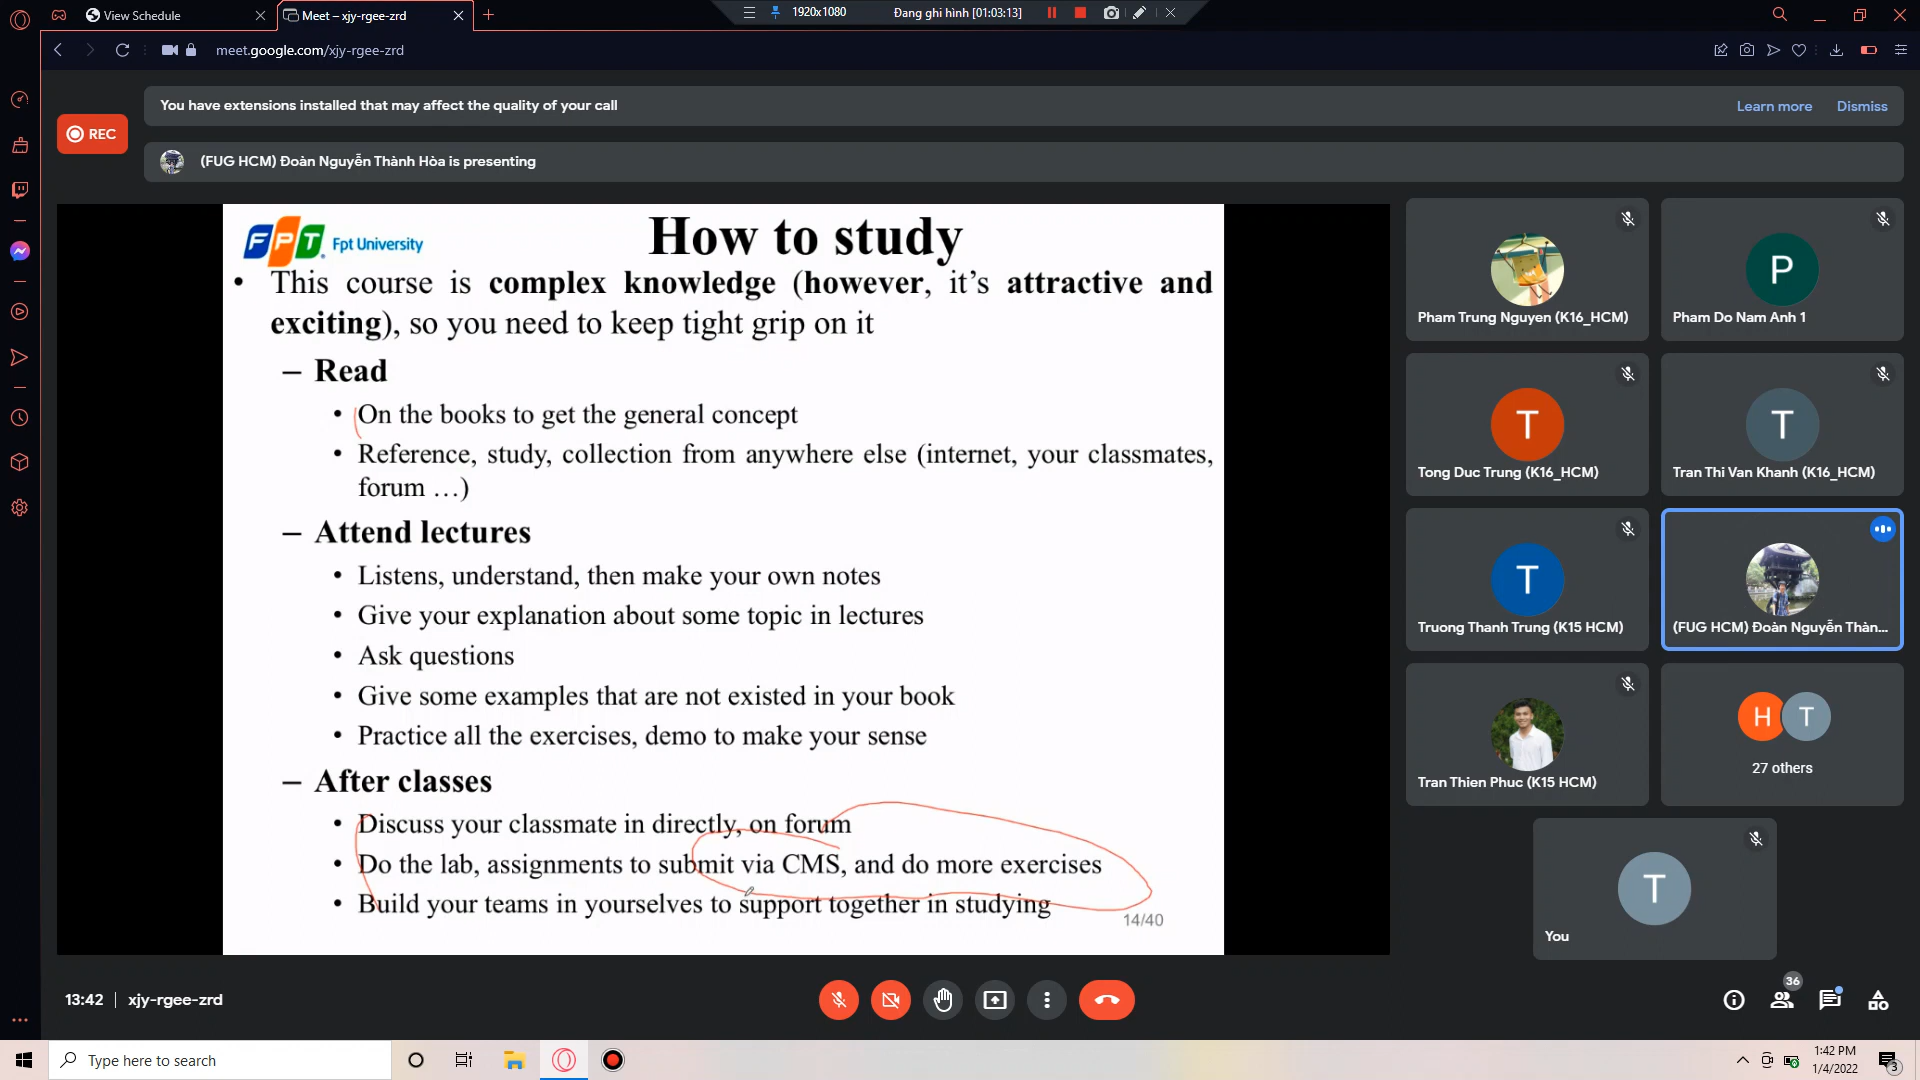 View Schedule
Meet – xjy-rgee-zrd
1920x1080
Đang ghi hình [01:03:13]
meet.google.com/xjy-rgee-zrd
You have extensions installed that may affect the quality of your call
Learn more
Dismiss
REC
(FUG HCM) Đoàn Nguyễn Thành Hòa is presenting
FPT Fpt University
How to study
• This course is complex knowledge (however, it's attractive and
exciting), so you need to keep tight grip on it
– Read
• On the books to get the general concept
• Reference, study, collection from anywhere else (internet, your classmates,
forum …)
– Attend lectures
• Listens, understand, then make your own notes
• Give your explanation about some topic in lectures
• Ask questions
• Give some examples that are not existed in your book
• Practice all the exercises, demo to make your sense
– After classes
• Discuss your classmate in directly, on forum
• Do the lab, assignments to submit via CMS, and do more exercises
• Build your teams in yourselves to support together in studying
14/40
Pham Trung Nguyen (K16_HCM)
P
Pham Do Nam Anh 1
T
Tong Duc Trung (K16_HCM)
T
Tran Thi Van Khanh (K16_HCM)
T
Truong Thanh Trung (K15 HCM)
(FUG HCM) Đoàn Nguyễn Thàn...
Tran Thien Phuc (K15 HCM)
H T
27 others
T
You
13:42 | xjy-rgee-zrd
36
Type here to search
1:42 PM
1/4/2022
3